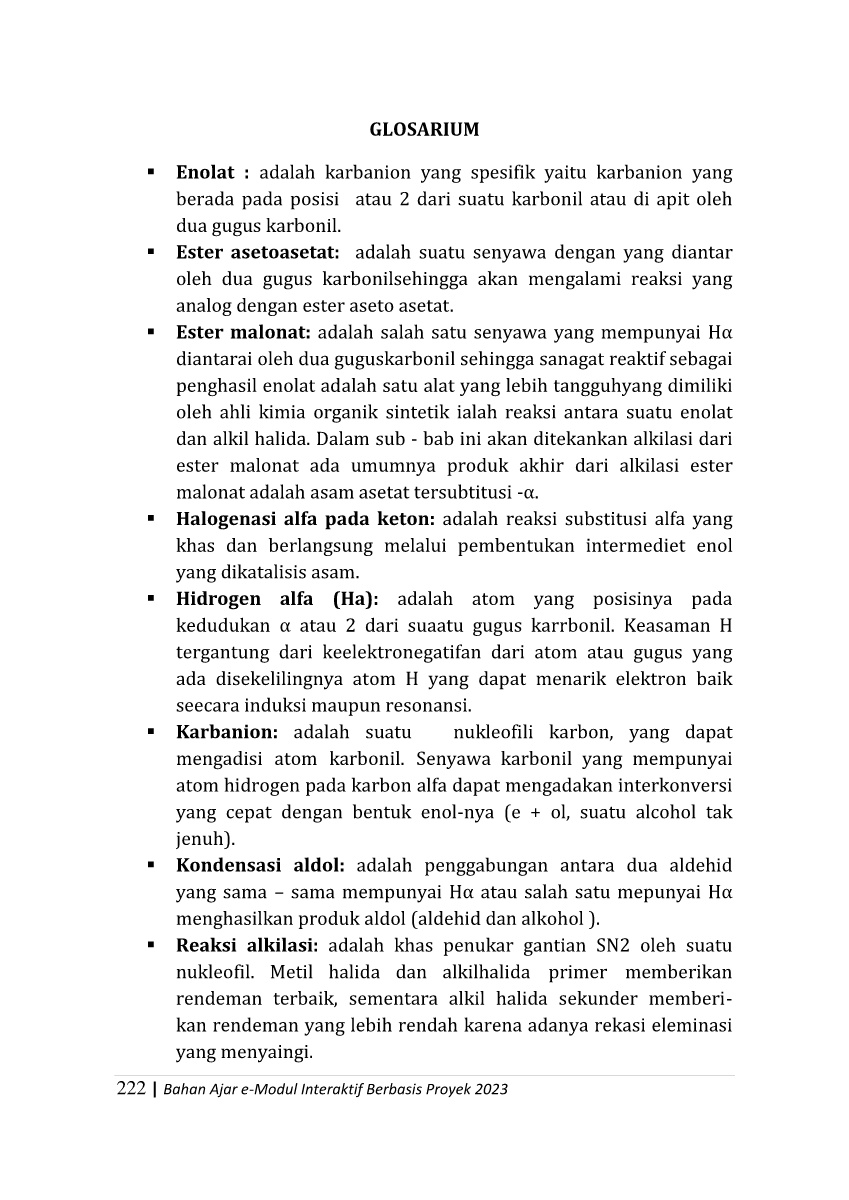 GLOSARIUM
▪ Enolat : adalah karbanion yang spesifik yaitu karbanion yang
berada pada posisi atau 2 dari suatu karbonil atau di apit oleh
dua gugus karbonil.
▪ Ester asetoasetat: adalah suatu senyawa dengan yang diantar
oleh dua gugus karbonilsehingga akan mengalami reaksi yang
analog dengan ester aseto asetat.
▪ Ester malonat: adalah salah satu senyawa yang mempunyai Hα
diantarai oleh dua guguskarbonil sehingga sanagat reaktif sebagai
penghasil enolat adalah satu alat yang lebih tangguhyang dimiliki
oleh ahli kimia organik sintetik ialah reaksi antara suatu enolat
dan alkil halida. Dalam sub - bab ini akan ditekankan alkilasi dari
ester malonat ada umumnya produk akhir dari alkilasi ester
malonat adalah asam asetat tersubtitusi -α.
▪ Halogenasi alfa pada keton: adalah reaksi substitusi alfa yang
khas dan berlangsung melalui pembentukan intermediet enol
yang dikatalisis asam.
▪ Hidrogen alfa (Ha): adalah atom yang posisinya pada
kedudukan α atau 2 dari suaatu gugus karrbonil. Keasaman H
tergantung dari keelektronegatifan dari atom atau gugus yang
ada disekelilingnya atom H yang dapat menarik elektron baik
seecara induksi maupun resonansi.
▪ Karbanion: adalah suatu nukleofili karbon, yang dapat
mengadisi atom karbonil. Senyawa karbonil yang mempunyai
atom hidrogen pada karbon alfa dapat mengadakan interkonversi
yang cepat dengan bentuk enol-nya (e + ol, suatu alcohol tak
jenuh).
▪ Kondensasi aldol: adalah penggabungan antara dua aldehid
yang sama – sama mempunyai Hα atau salah satu mepunyai Hα
menghasilkan produk aldol (aldehid dan alkohol ).
▪ Reaksi alkilasi: adalah khas penukar gantian SN2 oleh suatu
nukleofil. Metil halida dan alkilhalida primer memberikan
rendeman terbaik, sementara alkil halida sekunder memberi-
kan rendeman yang lebih rendah karena adanya rekasi eleminasi
yang menyaingi.
222 | Bahan Ajar e-Modul Interaktif Berbasis Proyek 2023